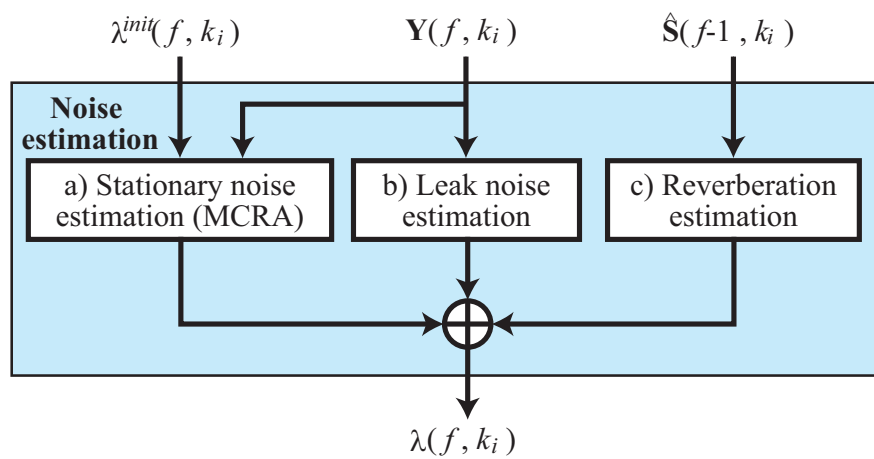 λ^init(f, k_i)
Y(f, k_i)
Ŝ(f-1, k_i)
Noise
estimation
a) Stationary noise
estimation (MCRA)
b) Leak noise
estimation
c) Reverberation
estimation
λ(f, k_i)